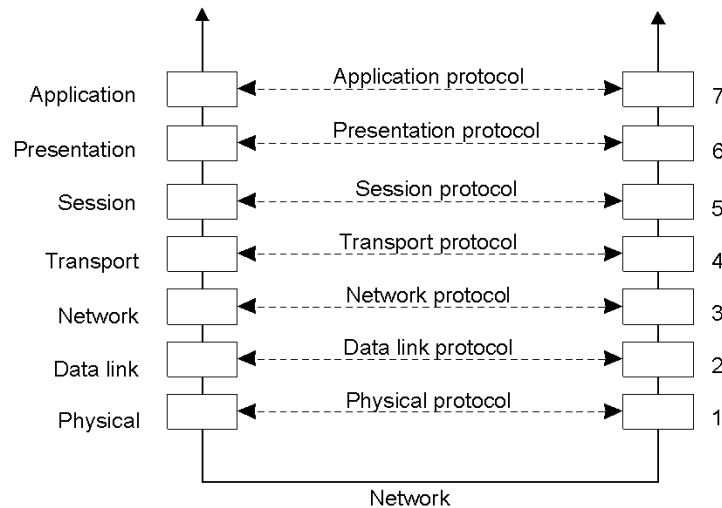 Application protocol
Application 7
Presentation protocol
Presentation 6
Session protocol
Session 5
Transport protocol
Transport 4
Network protocol
Network 3
Data link protocol
Data link 2
Physical protocol
Physical 1
Network